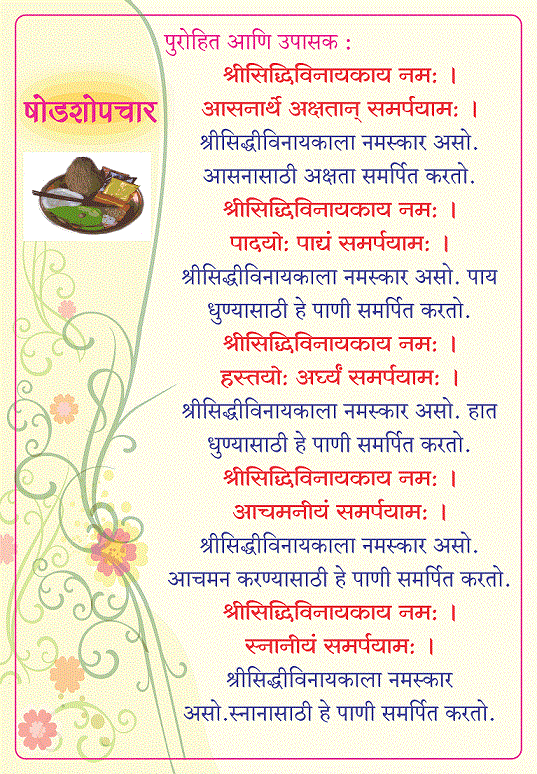 पुरोहित आणि उपासक :
षोडशोपचार
श्रीसिद्धिविनायकाय नम: ।
आसनार्थे अक्षतान् समर्पयाम: ।
श्रीसिद्धीविनायकाला नमस्कार असो.
आसनासाठी अक्षता समर्पित करतो.
श्रीसिद्धिविनायकाय नम: ।
पादयो: पाद्यं समर्पयाम: ।
श्रीसिद्धीविनायकाला नमस्कार असो. पाय
धुण्यासाठी हे पाणी समर्पित करतो.
श्रीसिद्धिविनायकाय नम: ।
हस्तयो: अर्घ्यं समर्पयाम: ।
श्रीसिद्धीविनायकाला नमस्कार असो. हात
धुण्यासाठी हे पाणी समर्पित करतो.
श्रीसिद्धिविनायकाय नम: ।
आचमनीयं समर्पयाम: ।
श्रीसिद्धीविनायकाला नमस्कार असो.
आचमन करण्यासाठी हे पाणी समर्पित करतो.
श्रीसिद्धिविनायकाय नम: ।
स्नानीयं समर्पयाम: ।
श्रीसिद्धीविनायकाला नमस्कार
असो.स्नानासाठी हे पाणी समर्पित करतो.